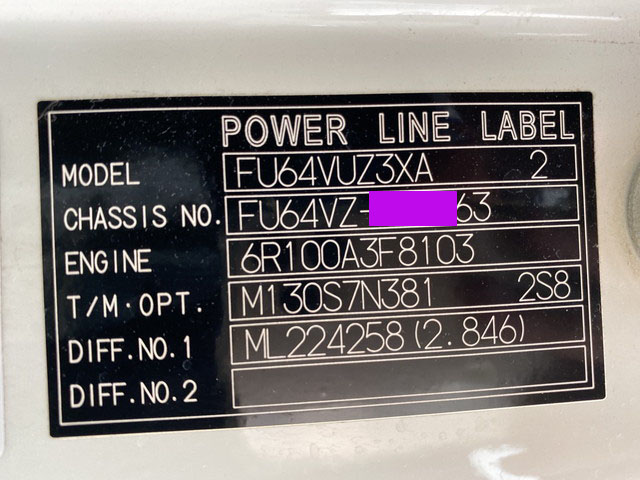 POWER LINE LABEL
MODEL FU64VUZ3XA 2
CHASSIS NO. FU64VZ- 63
ENGINE 6R100A3F8103
T/M·OPT. M130S7N381 2S8
DIFF.NO.1 ML224258(2.846)
DIFF.NO.2